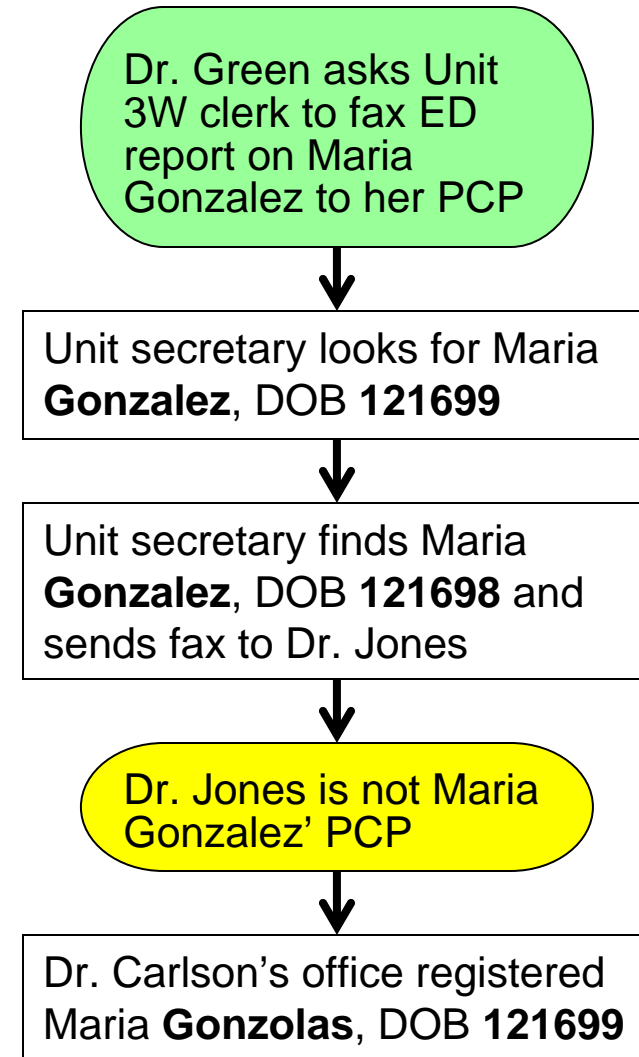 Dr. Green asks Unit
3W clerk to fax ED
report on Maria
Gonzalez to her PCP
Unit secretary looks for Maria
Gonzalez, DOB 121699
Unit secretary finds Maria
Gonzalez, DOB 121698 and
sends fax to Dr. Jones
Dr. Jones is not Maria
Gonzalez’ PCP
Dr. Carlson’s office registered
Maria Gonzolas, DOB 121699